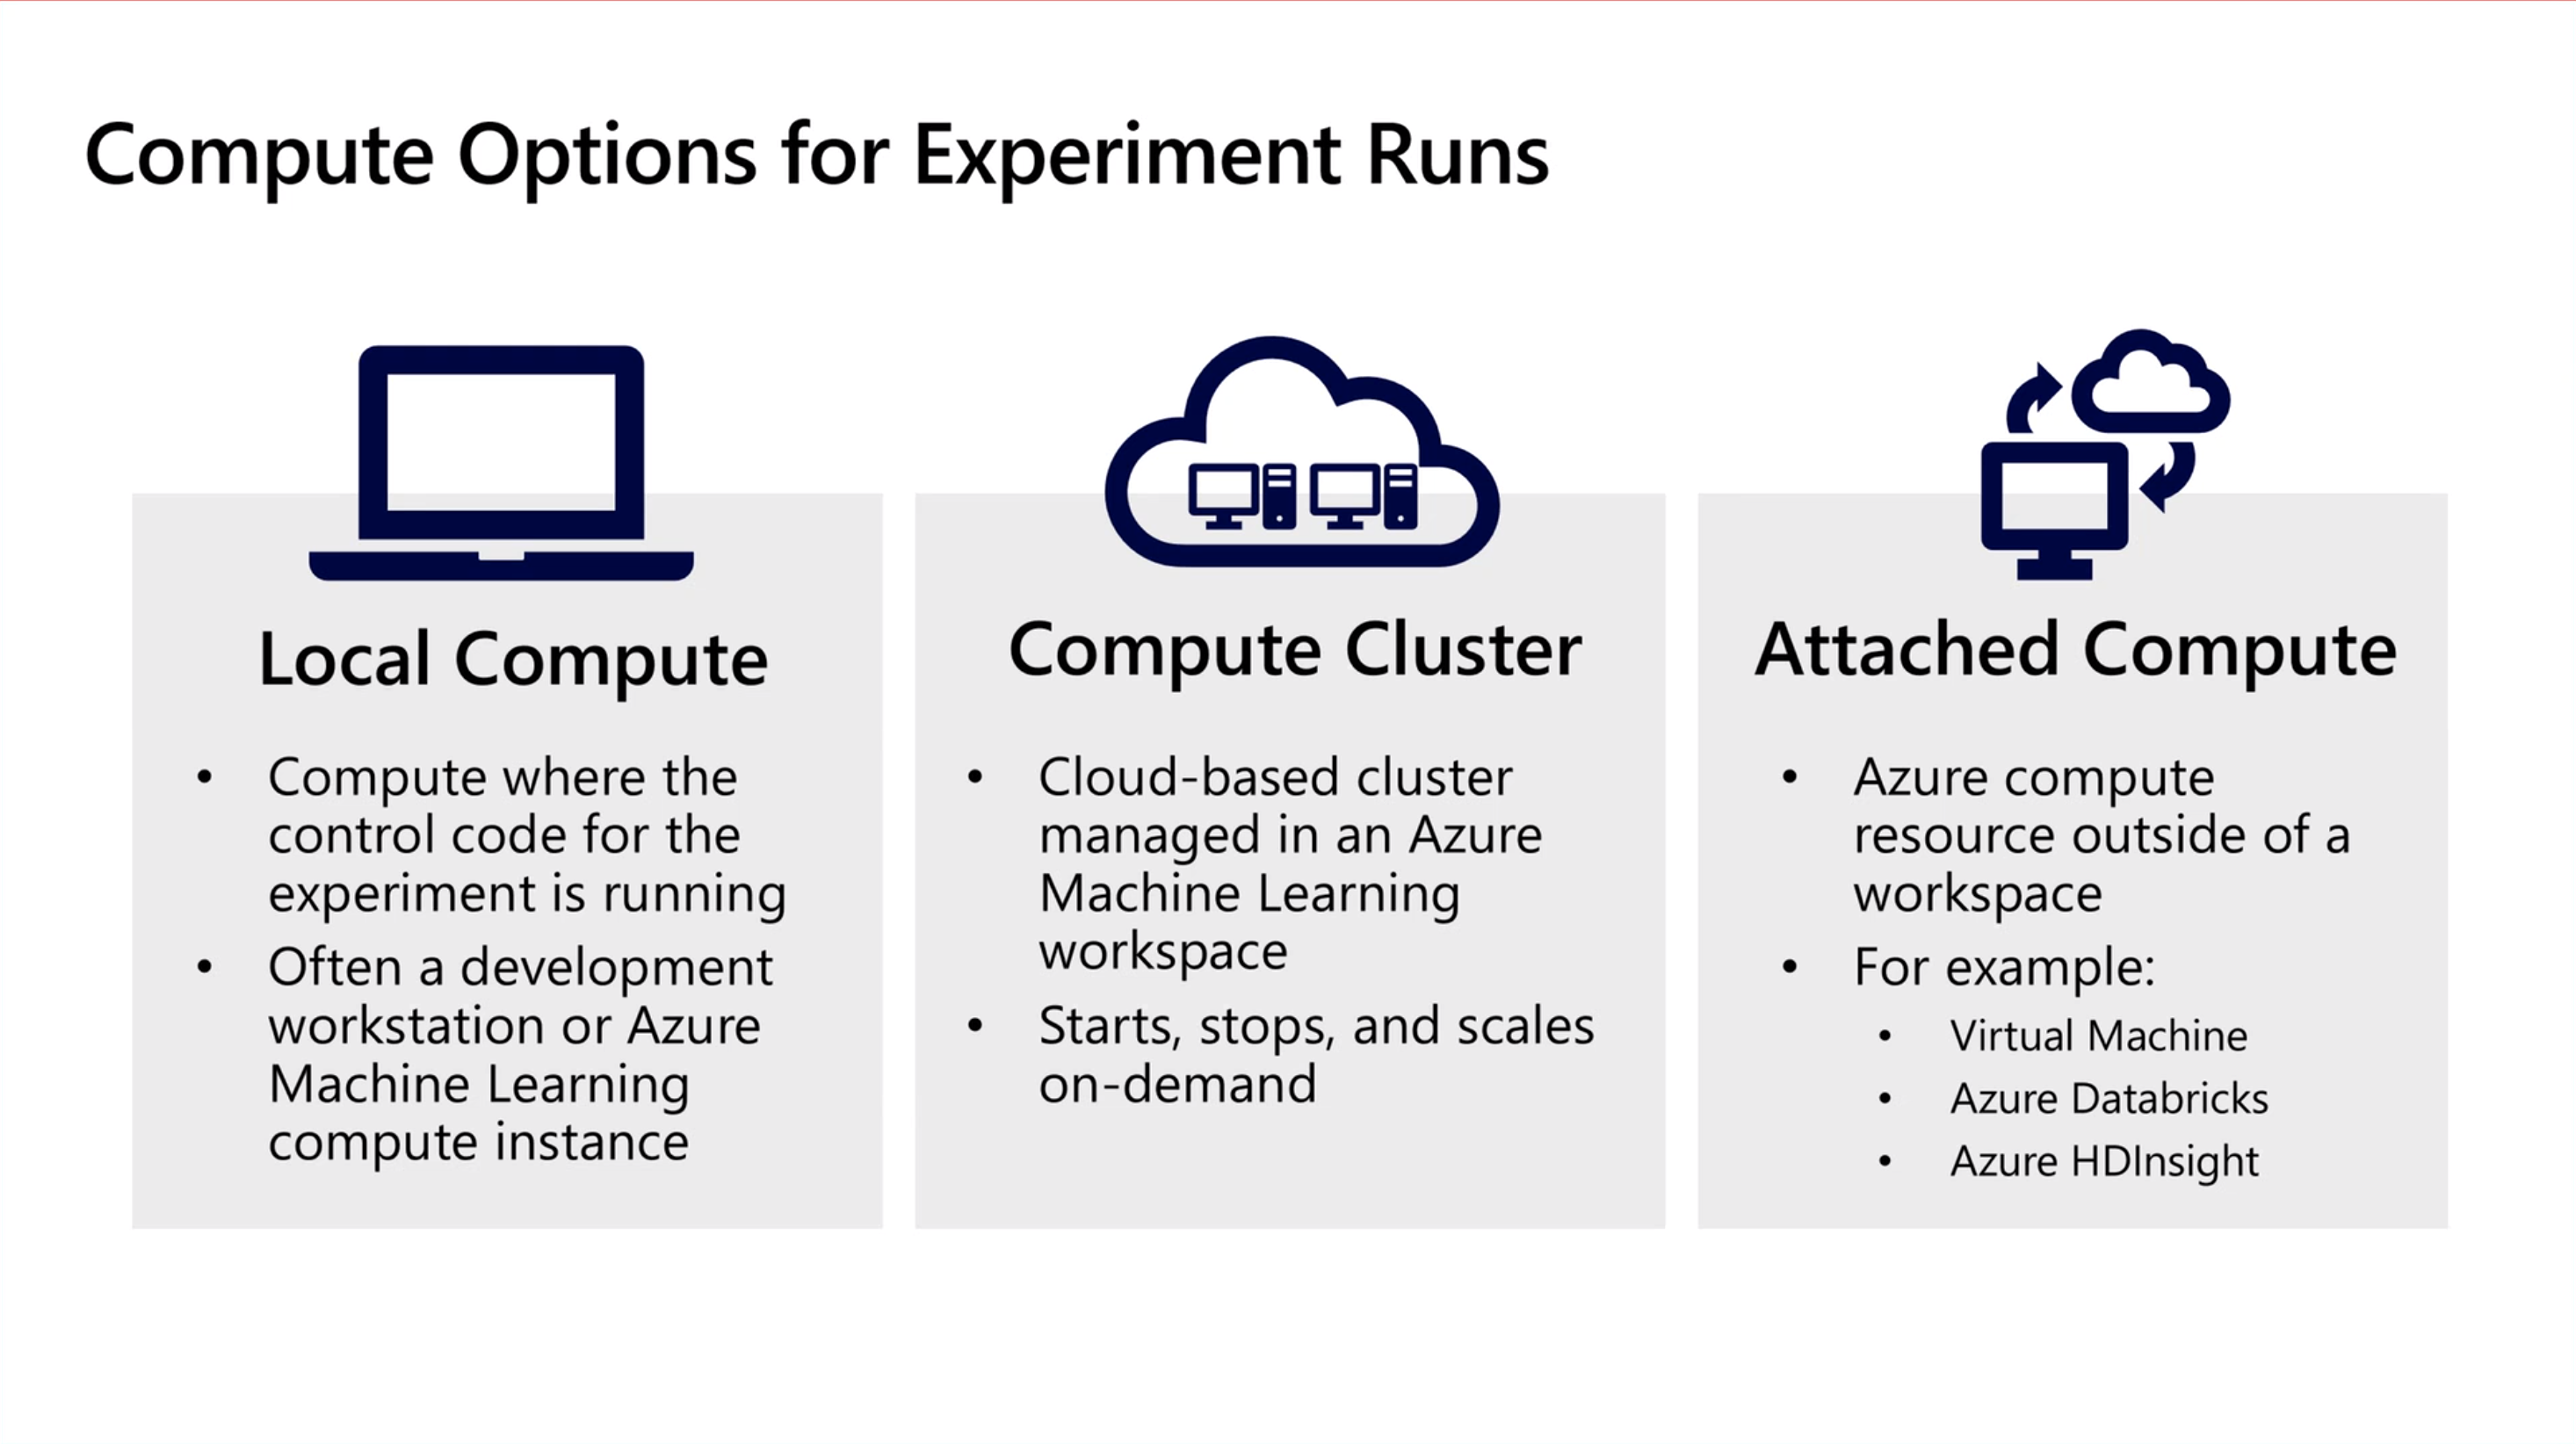 Compute Options for Experiment Runs
Local Compute
• Compute where the
control code for the
experiment is running
• Often a development
workstation or Azure
Machine Learning
compute instance
Compute Cluster
• Cloud-based cluster
managed in an Azure
Machine Learning
workspace
• Starts, stops, and scales
on-demand
Attached Compute
• Azure compute
resource outside of a
workspace
• For example:
• Virtual Machine
• Azure Databricks
• Azure HDInsight